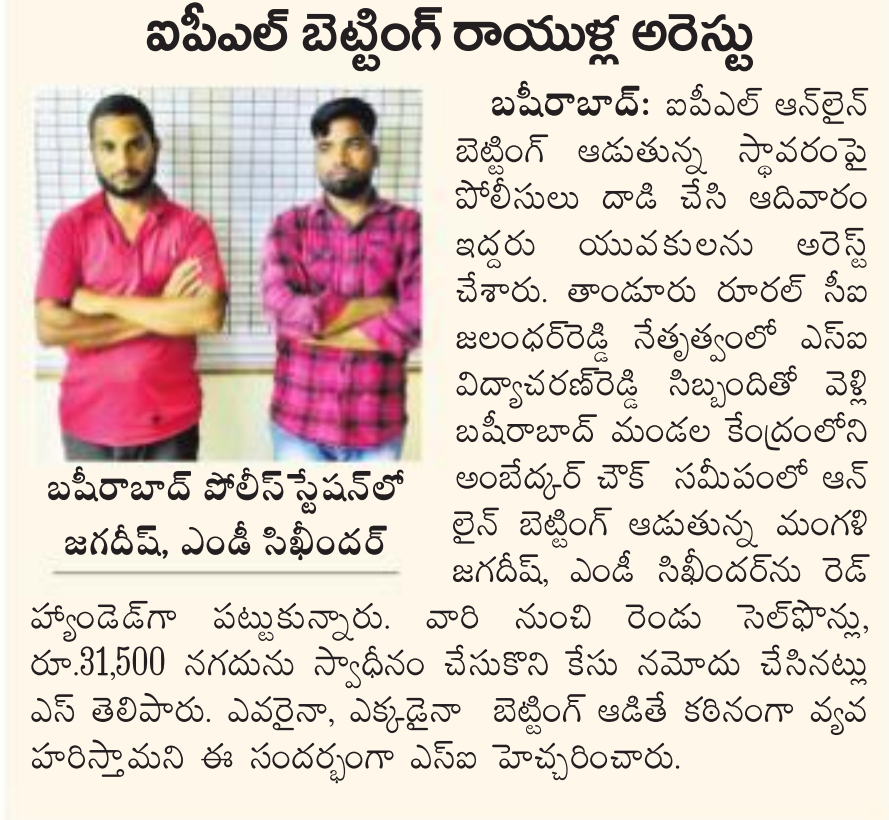 ఐపీఎల్ బెట్టింగ్ రాయుళ్ల అరెస్టు
బషీరాబాద్: ఐపీఎల్ ఆన్‌లైన్
బెట్టింగ్ ఆడుతున్న స్థావరంపై
పోలీసులు దాడి చేసి ఆదివారం
ఇద్దరు యువకులను అరెస్ట్
చేశారు. తాండూరు రూరల్ సీఐ
జలంధర్‌రెడ్డి నేతృత్వంలో ఎస్ఐ
విద్యాచరణ్‌రెడ్డి సిబ్బందితో వెళ్లి
బషీరాబాద్ మండల కేంద్రంలోని
అంబేద్కర్ చౌక్ సమీపంలో ఆన్
లైన్ బెట్టింగ్ ఆడుతున్న మంగళి
జగదీష్, ఎండీ సిఖీందర్‌ను రెడ్
హ్యాండెడ్‌గా పట్టుకున్నారు. వారి నుంచి రెండు సెల్‌ఫొన్లు,
రూ.31,500 నగదును స్వాధీనం చేసుకొని కేసు నమోదు చేసినట్లు
ఎస్ తెలిపారు. ఎవరైనా, ఎక్కడైనా బెట్టింగ్ ఆడితే కఠినంగా వ్యవ
హరిస్తామని ఈ సందర్భంగా ఎస్ఐ హెచ్చరించారు.
బషీరాబాద్ పోలీస్ స్టేషన్‌లో
జగదీష్, ఎండీ సిఖీందర్